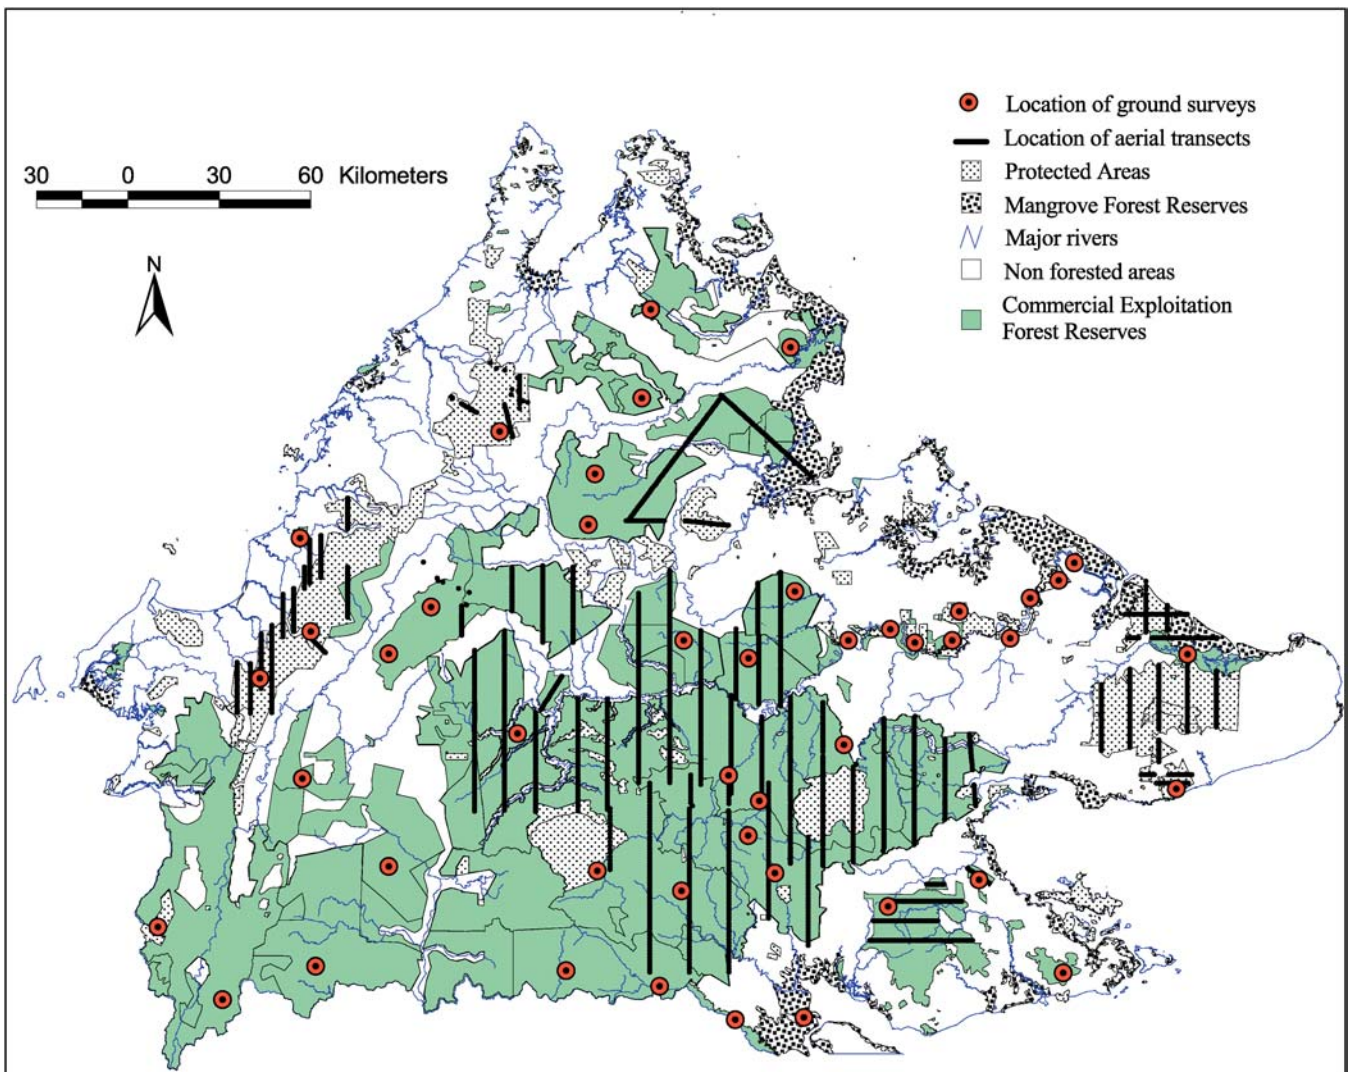 Location of ground surveys
Location of aerial transects
30 0 30 60 Kilometers
Protected Areas
Mangrove Forest Reserves
Major rivers
N
Non forested areas
Commercial Exploitation
Forest Reserves